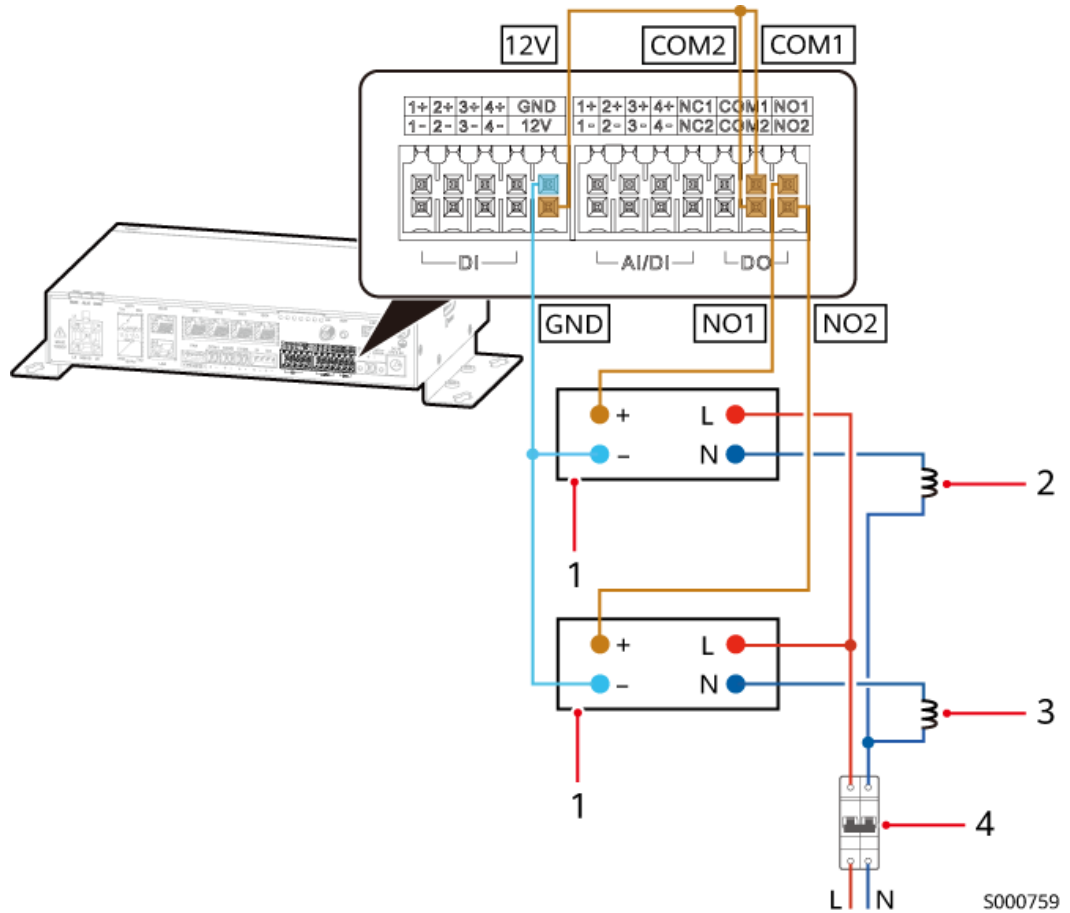 12V COM2 COM1
1+ 2+ 3+ 4+ GND 1+ 2+ 3+ 4+ NC1 COM1 NO1
1- 2- 3- 4- 12V 1- 2- 3- 4- NC2 COM2 NO2
DI AI/DI DO
GND NO1 NO2
+ L
- N
2
1
+ L
- N
3
1
4
L N
S000759